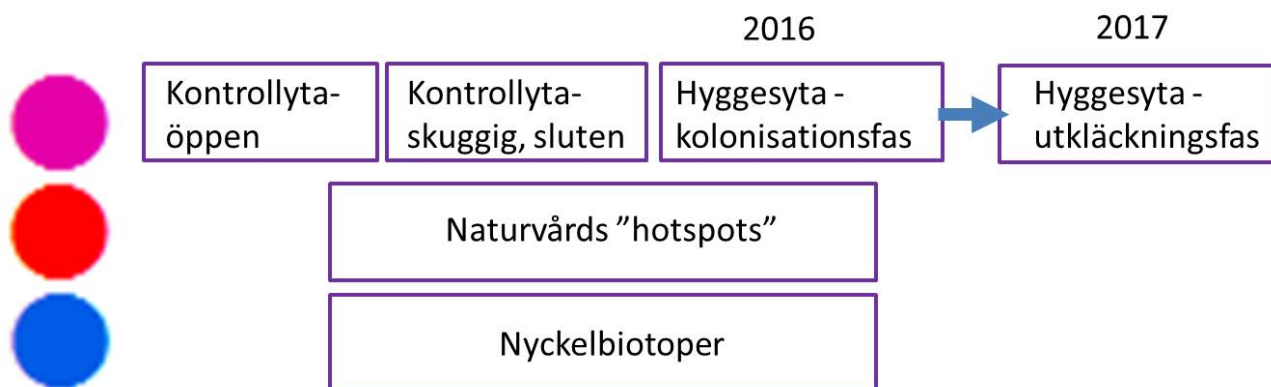 2016
2017
Kontrollyta-
öppen
Kontrollyta-
skuggig, sluten
Hyggesyta -
kolonisationsfas
Hyggesyta -
utkläckningsfas
Naturvårds ”hotspots”
Nyckelbiotoper